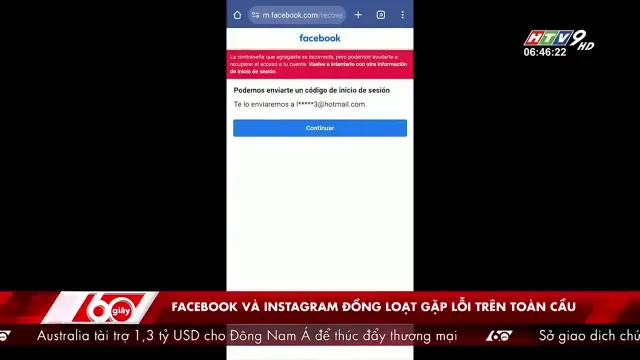 m.facebook.com/recove
HTV9
HD
06:46:22
facebook
La contraseña que agregaste es incorrecta, pero podemos ayudarte a
recuperar el acceso a tu cuenta. Vuelve a intentarlo con otra información
de inicio de sesión.
Podemos enviarte un código de inicio de sesión
Te lo enviaremos a l*****3@hotmail.com.
Continuar
60 giây
FACEBOOK VÀ INSTAGRAM ĐỒNG LOẠT GẶP LỖI TRÊN TOÀN CẦU
Australia tài trợ 1,3 tỷ USD cho Đông Nam Á để thúc đẩy thương mại 60 Sở giao dịch chứ